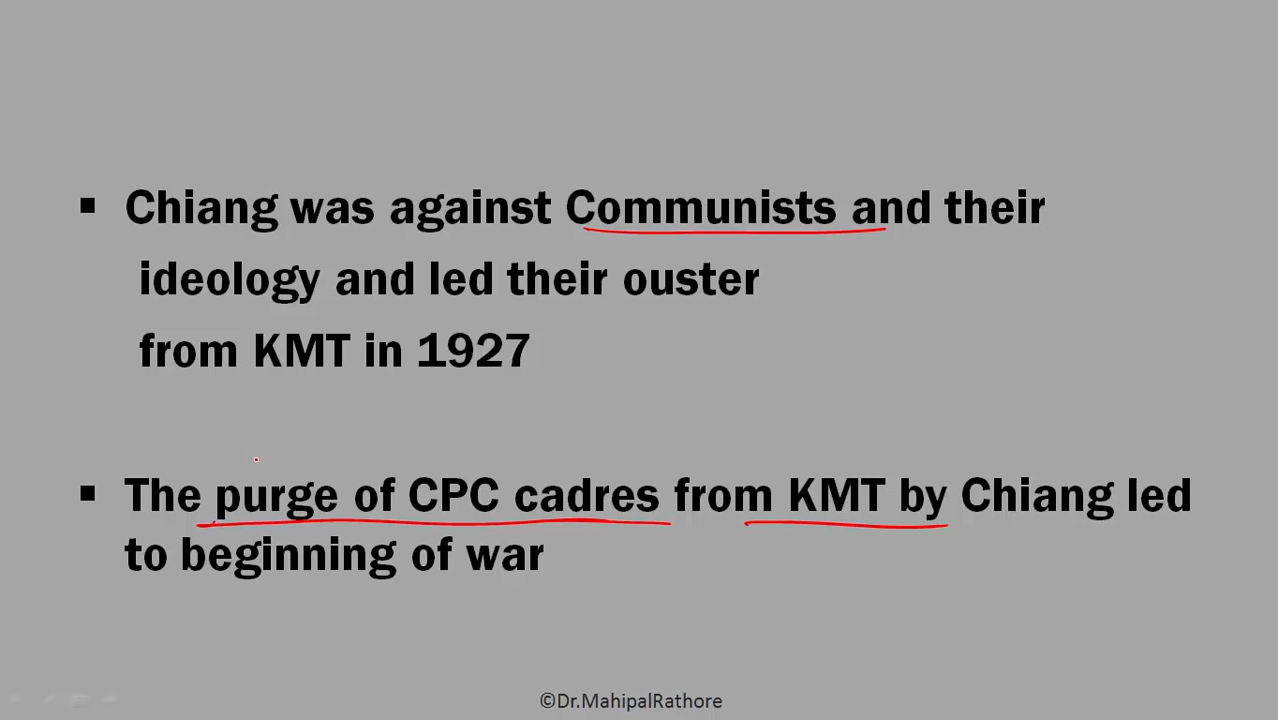 ▪ Chiang was against Communists and their
ideology and led their ouster
from KMT in 1927
▪ The purge of CPC cadres from KMT by Chiang led
to beginning of war
©Dr.MahipalRathore